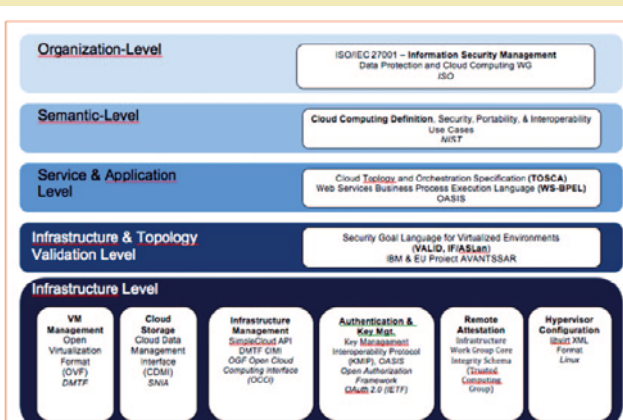 Organization-Level
ISO/IEC 27001 – Information Security Management
Data Protection and Cloud Computing WG
ISO
Semantic-Level
Cloud Computing Definition, Security, Portability, & Interoperability
Use Cases
NIST
Service & Application
Level
Cloud Toplogy and Orchestration Specification (TOSCA)
Web Services Business Process Execution Language (WS-BPEL)
OASIS
Infrastructure & Topology
Validation Level
Security Goal Language for Virtualized Environments
(VALID, IF/ASLan)
IBM & EU Project AVANTSSAR
Infrastructure Level
VM
Management
Open
Virtualization
Format
(OVF)
DMTF
Cloud
Storage
Cloud Data
Management
Interface
(CDMI)
SNIA
Infrastructure
Management
SimpleCloud API
DMTF CIMI
OGF Open Cloud
Computing Interface
(OCCI)
Authentication &
Key Mgt.
Key Management
Interoperability Protocol
(KMIP), OASIS
Open Authorization
Framework
OAuth 2.0 (IETF)
Remote
Attestation
Infrastructure
Work Group Core
Integrity Schema
(Trusted
Computing
Group)
Hypervisor
Configuration
libvirt XML
Format
Linux